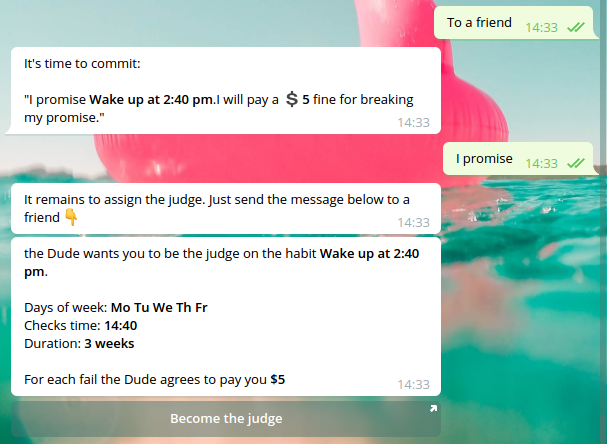 To a friend 14:33
It's time to commit:
"I promise Wake up at 2:40 pm.I will pay a 💲 5 fine for breaking
my promise."
14:33
I promise 14:33
It remains to assign the judge. Just send the message below to a
friend 👇
14:33
the Dude wants you to be the judge on the habit Wake up at 2:40
pm.
Days of week: Mo Tu We Th Fr
Checks time: 14:40
Duration: 3 weeks
For each fail the Dude agrees to pay you $5
14:33
Become the judge